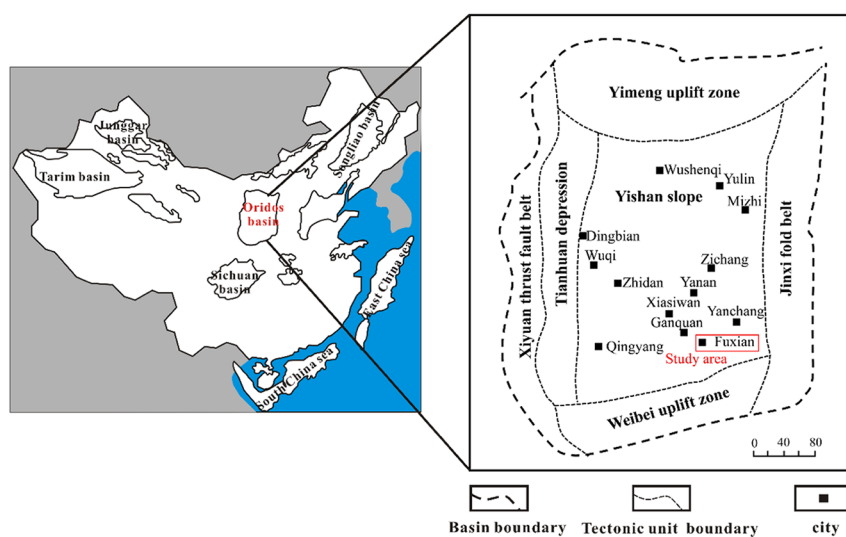 Junggar
basin
Tarim basin
Songliao basin
Oridos
basin
Sichuan
basin
East China sea
South China sea
Yimeng uplift zone
Wushenqi
Yulin
Yishan slope
Mizhi
Xiyuan thrust fault belt
Tianhuan depression
Jinxi fold belt
Dingbian
Wuqi
Zichang
Zhidan
Yanan
Xiasiwan
Yanchang
Ganquan
Fuxian
Qingyang
Study area
Weibei uplift zone
0 40 80
Basin boundary
Tectonic unit boundary
city